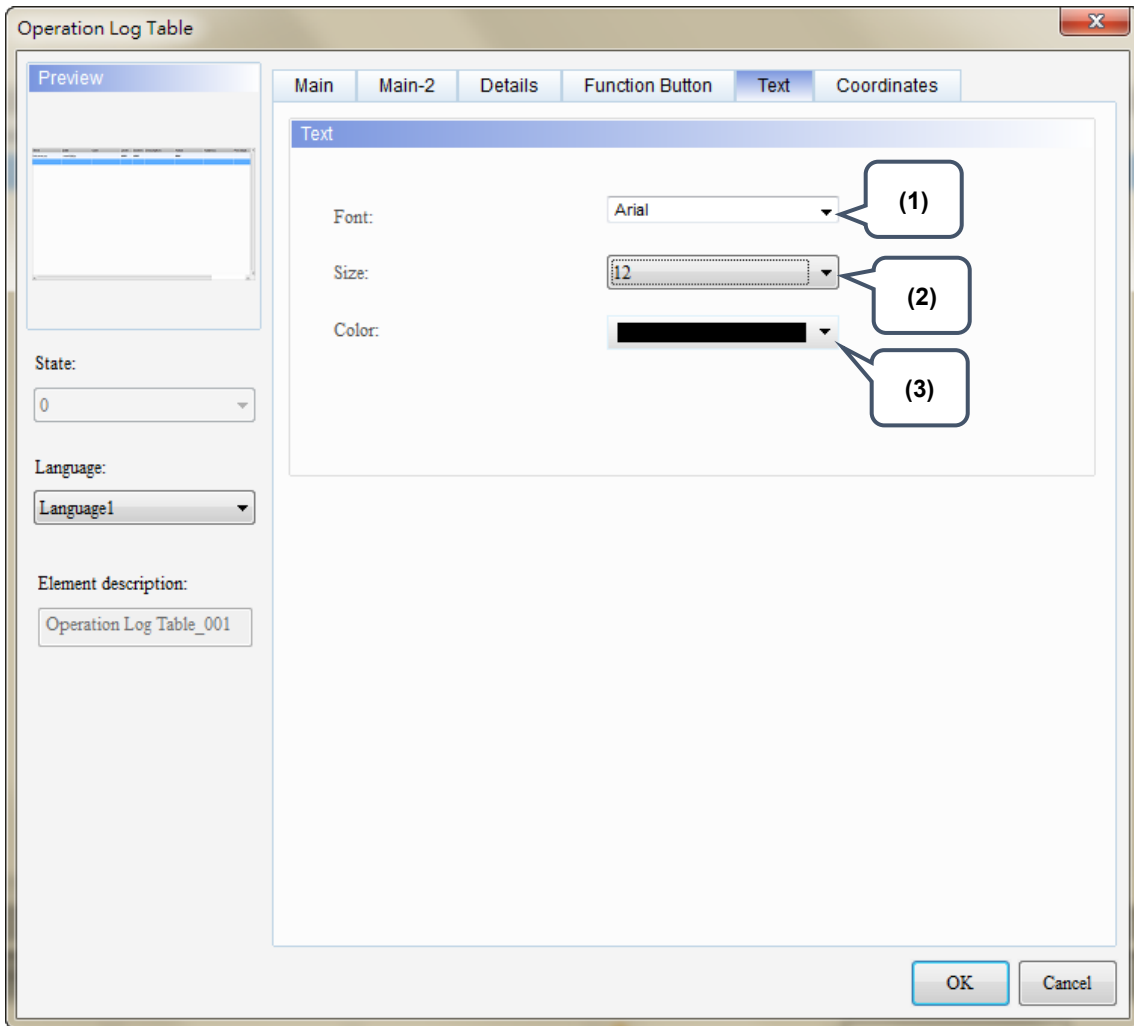 Operation Log Table
Preview
Main Main-2 Details Function Button Text Coordinates
Text
Font: Arial (1)
Size: 12 (2)
Color: (3)
State:
0
Language:
Language1
Element description:
Operation Log Table_001
OK Cancel